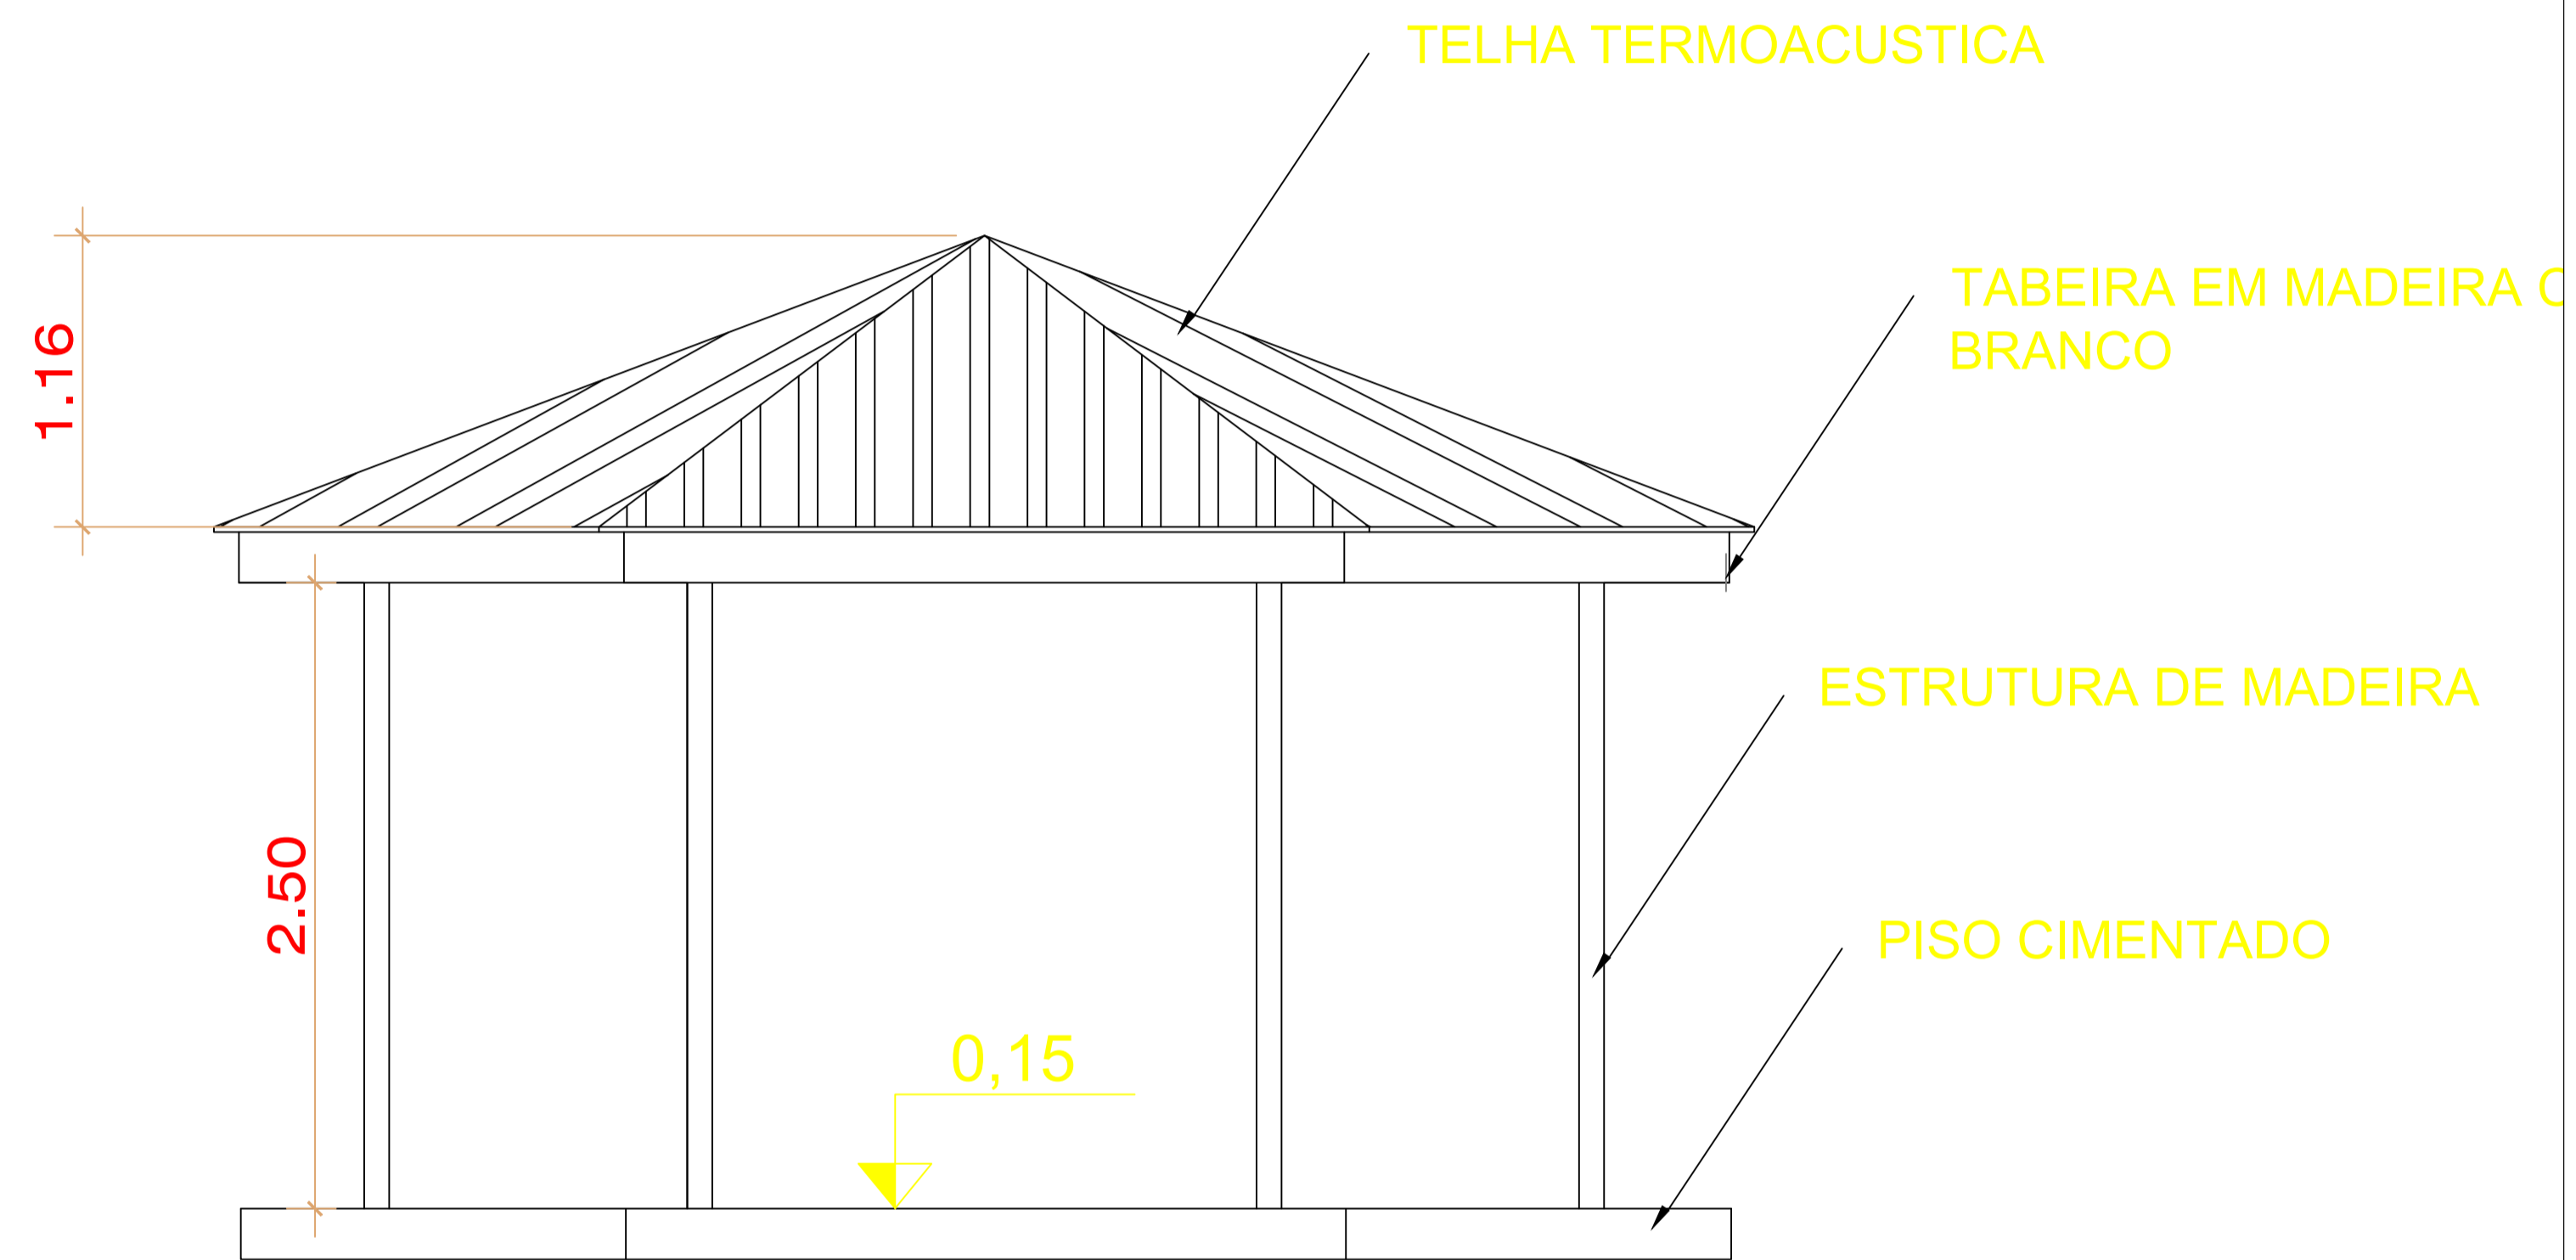 TELHA TERMOACUSTICA
TABEIRA EM MADEIRA
BRANCO
1.16
ESTRUTURA DE MADEIRA
2.50
PISO CIMENTADO
0,15